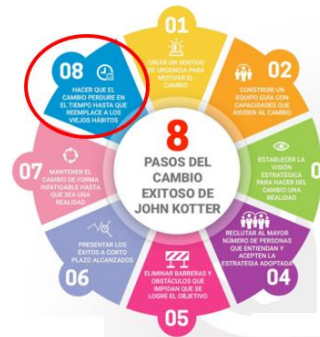 01
CREAR UN SENTIDO
DE URGENCIA PARA
MOTIVAR EL
CAMBIO
02
CONSTRUIR UN
EQUIPO GUÍA CON
CAPACIDADES QUE
AYUDEN AL CAMBIO
ESTABLECER LA
VISIÓN
ESTRATÉGICA PARA
HACER DEL CAMBIO
UNA REALIDAD
0
RECLUTAR AL MAYOR
NÚMERO DE PERSONAS
QUE ENTIENDAN Y
ACEPTEN LA
ESTRATEGIA ADOPTADA
04
ELIMINAR BARRERAS Y
OBSTÁCULOS QUE
IMPIDAN QUE SE
LOGRE EL OBJETIVO
05
PRESENTAR LOS
ÉXITOS A CORTO
PLAZO ALCANZADOS
06
07
MANTENER EL
CAMBIO DE FORMA
INFATIGABLE HASTA
QUE SEA UNA
REALIDAD
08
HACER QUE EL
CAMBIO PERDURE EN
EL TIEMPO HASTA QUE
REEMPLACE A LOS
VIEJOS HÁBITOS
8
PASOS DEL
CAMBIO
EXITOSO DE
JOHN KOTTER